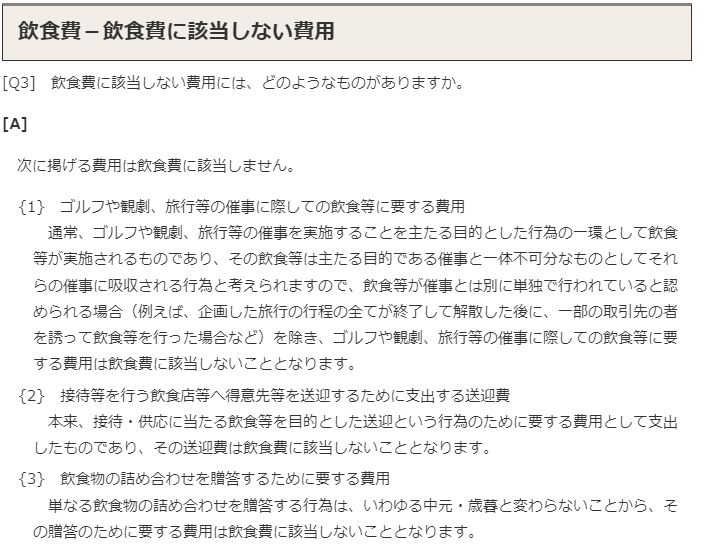 飲食費－飲食費に該当しない費用
[Q3]　飲食費に該当しない費用には、どのようなものがありますか。
[A]
次に掲げる費用は飲食費に該当しません。
{1}　ゴルフや観劇、旅行等の催事に際しての飲食等に要する費用
通常、ゴルフや観劇、旅行等の催事を実施することを主たる目的とした行為の一環として飲食
等が実施されるものであり、その飲食等は主たる目的である催事と一体不可分なものとしてそれ
らの催事に吸収される行為と考えられますので、飲食等が催事とは別に単独で行われていると認
められる場合（例えば、企画した旅行の行程の全てが終了して解散した後に、一部の取引先の者
を誘って飲食等を行った場合など）を除き、ゴルフや観劇、旅行等の催事に際しての飲食等に要
する費用は飲食費に該当しないこととなります。
{2}　接待等を行う飲食店等へ得意先等を送迎するために支出する送迎費
本来、接待・供応に当たる飲食等を目的とした送迎という行為のために要する費用として支出
したものであり、その送迎費は飲食費に該当しないこととなります。
{3}　飲食物の詰め合わせを贈答するために要する費用
単なる飲食物の詰め合わせを贈答する行為は、いわゆる中元・歳暮と変わらないことから、そ
の贈答のために要する費用は飲食費に該当しないこととなります。